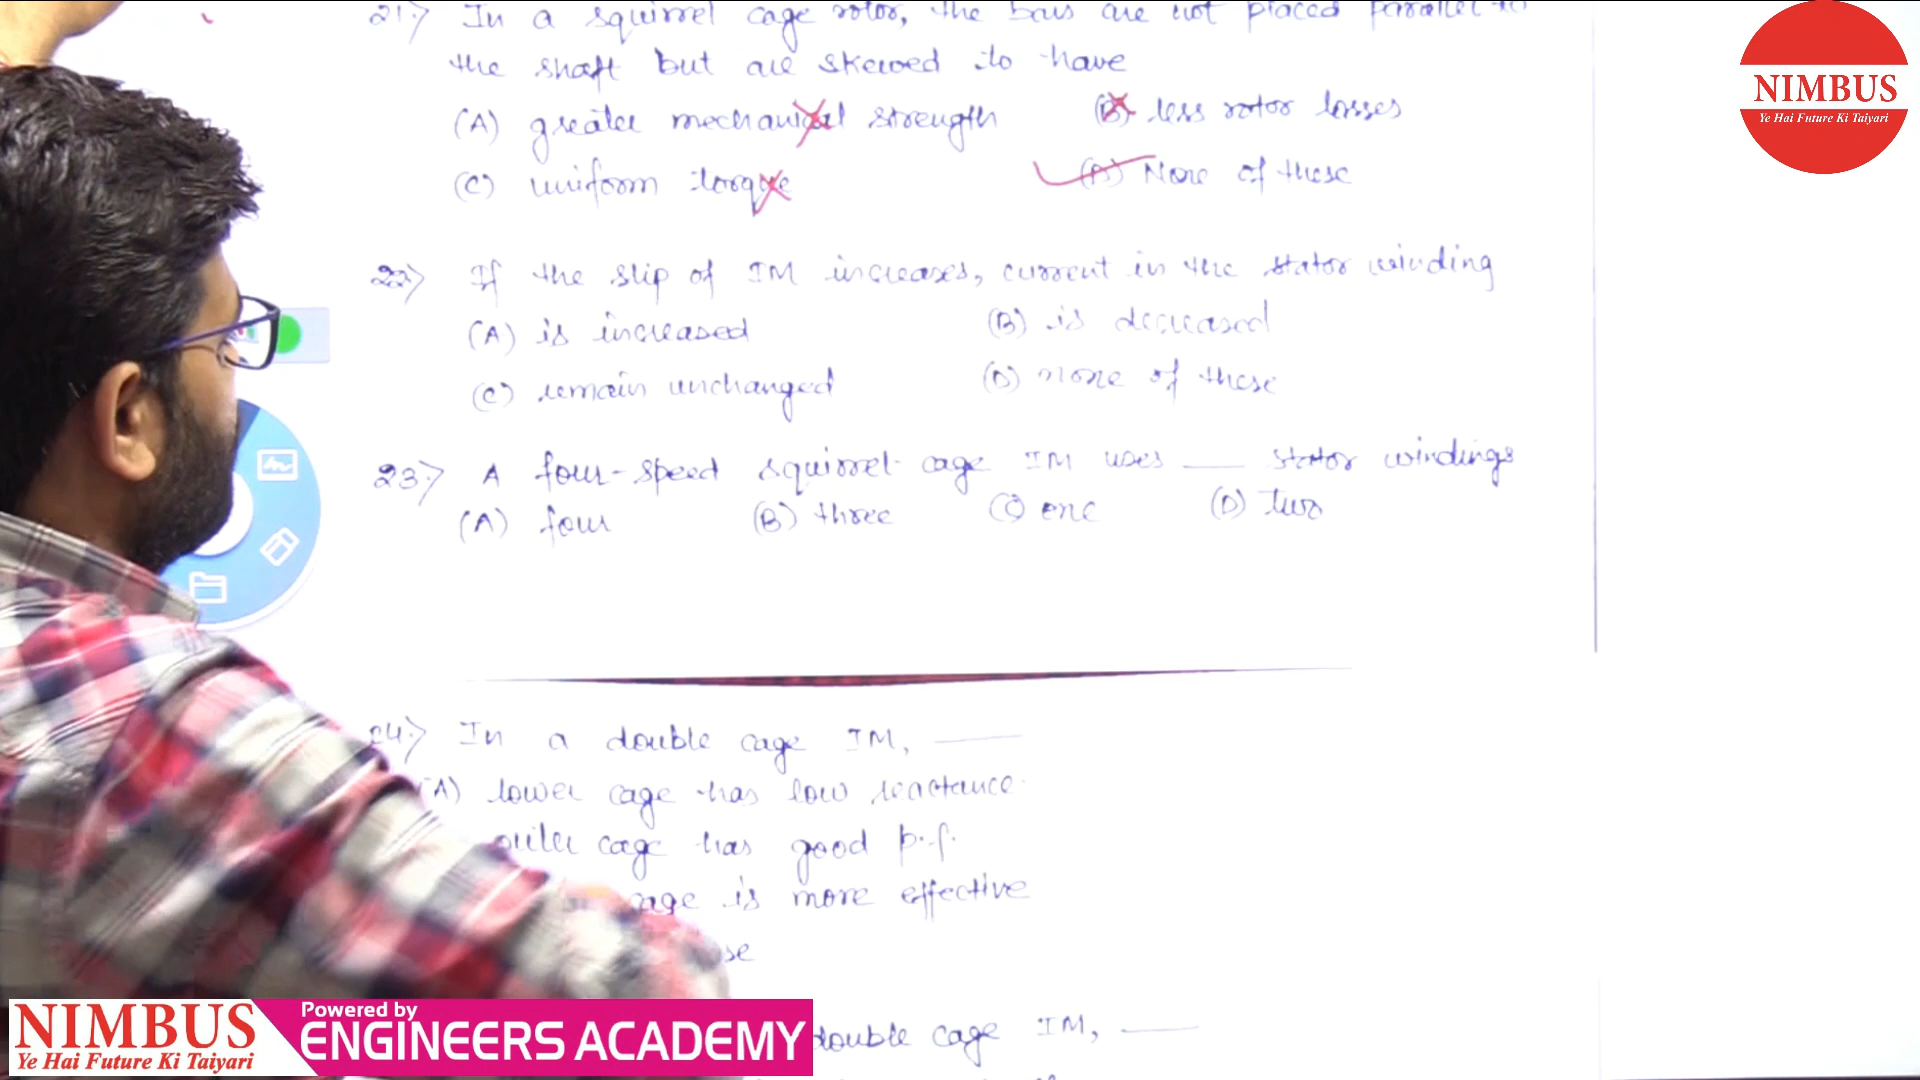 21> In a squirrel cage rotor, the bars are not placed parallel to
the shaft but are skewed to have
(A) greater mechanical strength (B) less rotor losses
(C) uniform torque (D) None of these
22> If the slip of IM increases, current in the stator winding
(A) is increased (B) is decreased
(C) remain unchanged (D) none of these
23> A four-speed squirrel cage IM uses ___ stator windings
(A) four (B) three (C) one (D) two
24> In a double cage IM, ___
(A) lower cage has low reactance
outer cage has good p.f.
cage is more effective
double cage IM, ___
NIMBUS
Ye Hai Future Ki Taiyari
NIMBUS
Ye Hai Future Ki Taiyari
Powered by
ENGINEERS ACADEMY